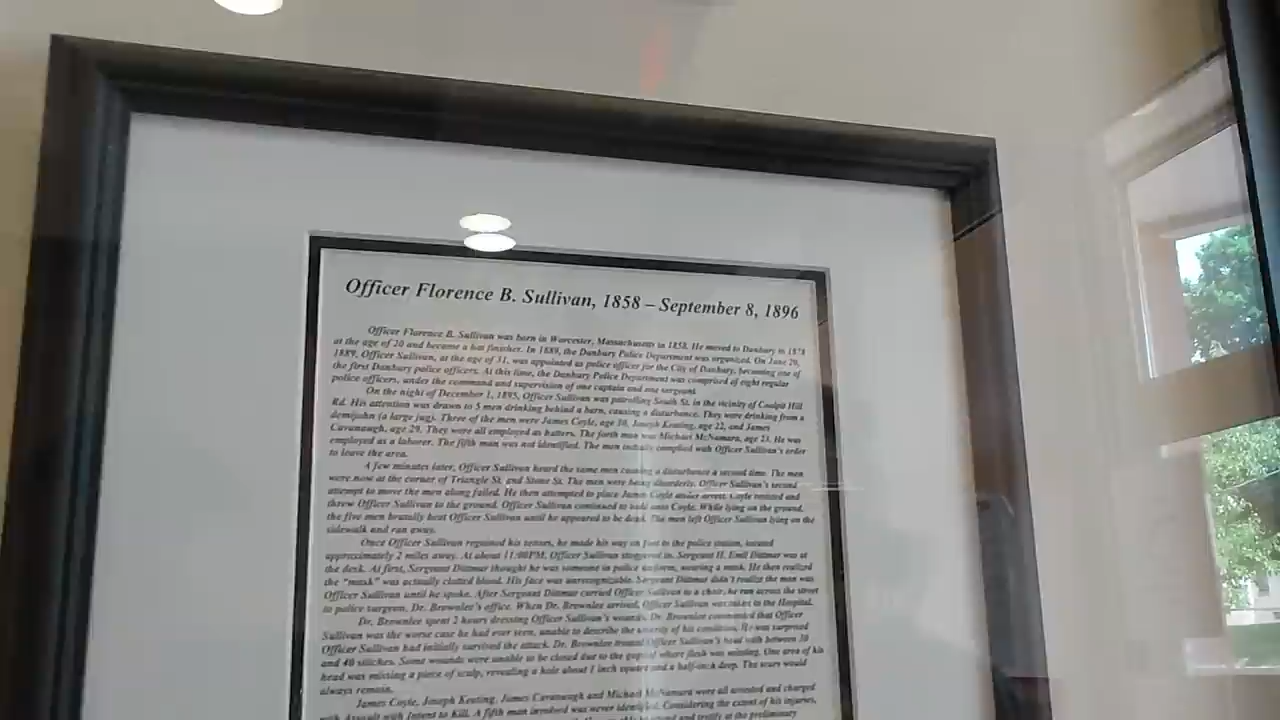 Officer Florence B. Sullivan, 1858 – September 8, 1896
Officer Florence B. Sullivan was born in Worcester, Massachusetts in 1858. He moved to Danbury in 1878
at the age of 20 and became a hat finisher. In 1889, the Danbury Police Department was organized. On June 20,
1889, Officer Sullivan, at the age of 31, was appointed as police officer for the City of Danbury, becoming one of
the first Danbury police officers. At this time, the Danbury Police Department was comprised of eight regular
police officers, under the command and supervision of one captain and one sergeant.
On the night of December 1, 1895, Officer Sullivan was patrolling South St. in the vicinity of Coalpit Hill
Rd. His attention was drawn to 5 men drinking behind a barn, causing a disturbance. They were drinking from a
demijohn (a large jug). Three of the men were James Coyle, age 30, Joseph Keating, age 22, and James
Cavanaugh, age 29. They were all employed as hatters. The forth man was Michael McNamara, age 21. He was
employed as a laborer. The fifth man was not identified. The men initially complied with Officer Sullivan's order
to leave the area.
A few minutes later, Officer Sullivan heard the same men causing a disturbance a second time. The men
were now at the corner of Triangle St. and Stone St. The men were being disorderly. Officer Sullivan's second
attempt to move the men along failed. He then attempted to place James Coyle under arrest. Coyle resisted and
threw Officer Sullivan to the ground. Officer Sullivan continued to hold onto Coyle. While lying on the ground,
the five men brutally beat Officer Sullivan until he appeared to be dead. The men left Officer Sullivan lying on the
sidewalk and ran away.
Once Officer Sullivan regained his senses, he made his way on foot to the police station, located
approximately 2 miles away. At about 11:00PM, Officer Sullivan staggered in. Sergeant H. Emil Dittmar was at
the desk. At first, Sergeant Dittmar thought he was someone in police uniform, wearing a mask. He then realized
the "mask" was actually clotted blood. His face was unrecognizable. Sergeant Dittmar didn't realize the man was
Officer Sullivan until he spoke. After Sergeant Dittmar carried Officer Sullivan to a chair, he ran across the street
to police surgeon, Dr. Brownlee's office. When Dr. Brownlee arrived, Officer Sullivan was taken to the Hospital.
Dr. Brownlee spent 2 hours dressing Officer Sullivan's wounds. Dr. Brownlee commented that Officer
Sullivan was the worse case he had ever seen, unable to describe the severity of his condition. He was surprised
Officer Sullivan had initially survived the attack. Dr. Brownlee treated Officer Sullivan's head with between 30
and 40 stitches. Some wounds were unable to be closed due to the gaps of where flesh was missing. One area of his
head was missing a piece of scalp, revealing a hole about 1 inch square and a half-inch deep. The scars would
always remain.
James Coyle, Joseph Keating, James Cavanaugh and Michael McNamara were all arrested and charged
with Assault with Intent to Kill. A fifth man involved was never identified. Considering the extent of his injuries,
and testify at the preliminary